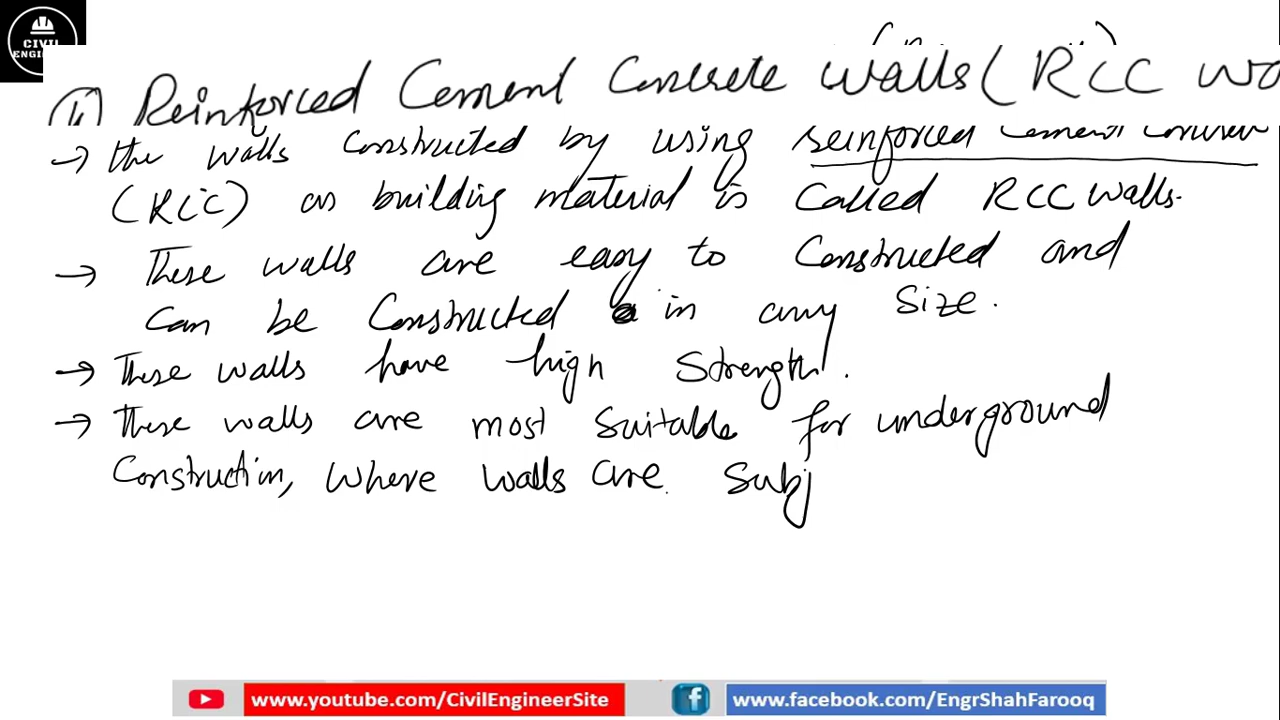 CIVIL
ENGINEER
Reinforced Cement Concrete Walls (RCC wa
→ the walls constructed by using reinforced cement concrete
(RCC) as building material is Called RCC walls.
→ These walls are easy to Constructed and
Can be Constructed in any Size.
→ These walls have high Strength.
→ These walls are most Suitable for underground
Construction, Where walls are Subj
www.youtube.com/CivilEngineerSite
www.facebook.com/EngrShahFarooq